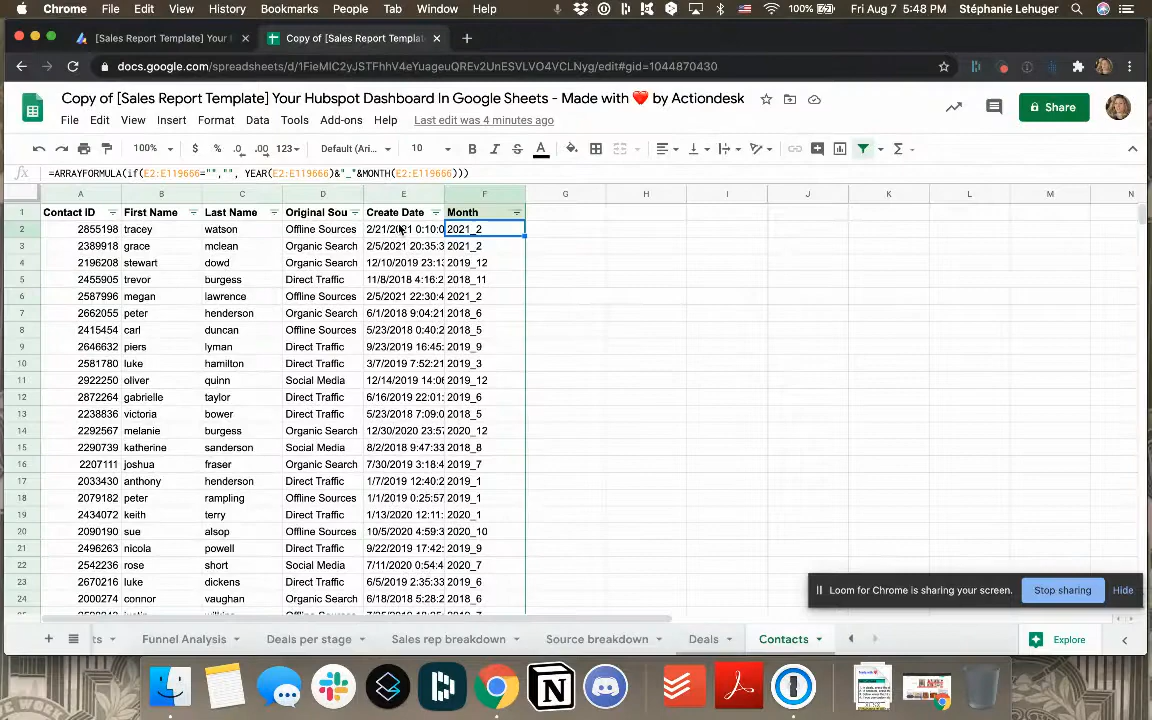 Chrome File Edit View History Bookmarks People Tab Window Help 100% Fri Aug 7 5:48 PM Stéphanie Lehuger
[Sales Report Template] Your Copy of [Sales Report Templat
docs.google.com/spreadsheets/d/1FieMIC2yJSTFhhV4eYuageuQREv2UnESVLVO4VCLNyg/edit#gid=1044870430
Copy of [Sales Report Template] Your Hubspot Dashboard In Google Sheets - Made with ❤️ by Actiondesk
Share
File Edit View Insert Format Data Tools Add-ons Help Last edit was 4 minutes ago
100% $ % .0 .00 123 Default (Ari... 10 B I S A Σ
fx =ARRAYFORMULA(if(E2:E119666="","", YEAR(E2:E119666)&"_"&MONTH(E2:E119666)))
A B C D E F G H I J K L M N
1 Contact ID First Name Last Name Original Sou Create Date Month
2 2855198 tracey watson Offline Sources 2/21/2021 0:10:0 2021_2
3 2389918 grace mclean Organic Search 2/5/2021 20:35:3 2021_2
4 2196208 stewart dowd Organic Search 12/10/2019 23:13 2019_12
5 2455905 trevor burgess Direct Traffic 11/8/2018 4:16:2 2018_11
6 2587996 megan lawrence Offline Sources 2/5/2021 22:30:4 2021_2
7 2662055 peter henderson Organic Search 6/1/2018 9:04:21 2018_6
8 2415454 carl duncan Offline Sources 5/23/2018 0:40:2 2018_5
9 2646632 piers lyman Direct Traffic 9/23/2019 16:45: 2019_9
10 2581780 luke hamilton Direct Traffic 3/7/2019 7:52:21 2019_3
11 2922250 oliver quinn Social Media 12/14/2019 14:06 2019_12
12 2872264 gabrielle taylor Direct Traffic 6/16/2019 22:01: 2019_6
13 2238836 victoria bower Direct Traffic 5/23/2018 7:09:0 2018_5
14 2292567 melanie burgess Direct Traffic 12/30/2020 23:57 2020_12
15 2290739 katherine sanderson Social Media 8/2/2018 9:47:33 2018_8
16 2207111 joshua fraser Organic Search 7/30/2019 3:18:4 2019_7
17 2033430 anthony henderson Direct Traffic 1/7/2019 12:40:2 2019_1
18 2079182 peter rampling Offline Sources 1/1/2019 0:25:57 2019_1
19 2434072 keith terry Direct Traffic 1/13/2020 12:11: 2020_1
20 2090190 sue alsop Offline Sources 10/5/2020 4:59:3 2020_10
21 2496263 nicola powell Direct Traffic 9/22/2019 17:42: 2019_9
22 2542236 rose short Social Media 7/11/2020 0:54:4 2020_7
23 2670216 luke dickens Direct Traffic 6/5/2019 2:35:33 2019_6
24 2000274 connor vaughan Organic Search 6/18/2018 5:28:2 2018_6
Loom for Chrome is sharing your screen. Stop sharing Hide
ts Funnel Analysis Deals per stage Sales rep breakdown Source breakdown Deals Contacts Explore